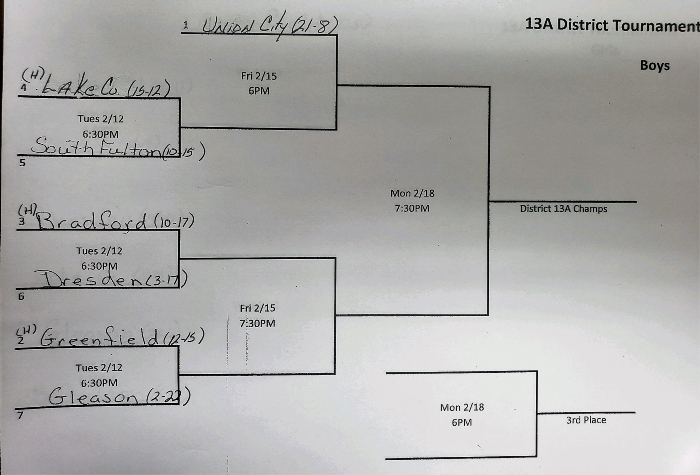 1 Union City (21-8)
13A District Tournament
Boys
Fri 2/15
6PM
(H)
4 Lake Co. (15-12)
Tues 2/12
6:30PM
South Fulton (10-15)
5
Mon 2/18
7:30PM
District 13A Champs
(H)
3 Bradford (10-17)
Tues 2/12
6:30PM
Dresden (3-17)
6
Fri 2/15
7:30PM
(H)
2 Greenfield (12-15)
Tues 2/12
6:30PM
Gleason (2-22)
7
Mon 2/18
6PM
3rd Place